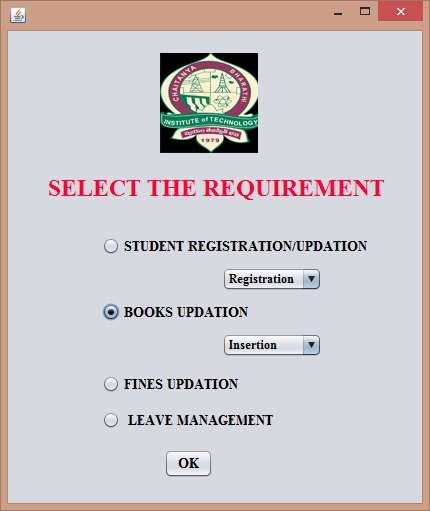 CHAITANYA BHARATHI
INSTITUTE of TECHNOLOGY
1979
SELECT THE REQUIREMENT
STUDENT REGISTRATION/UPDATION
Registration
BOOKS UPDATION
Insertion
FINES UPDATION
LEAVE MANAGEMENT
OK